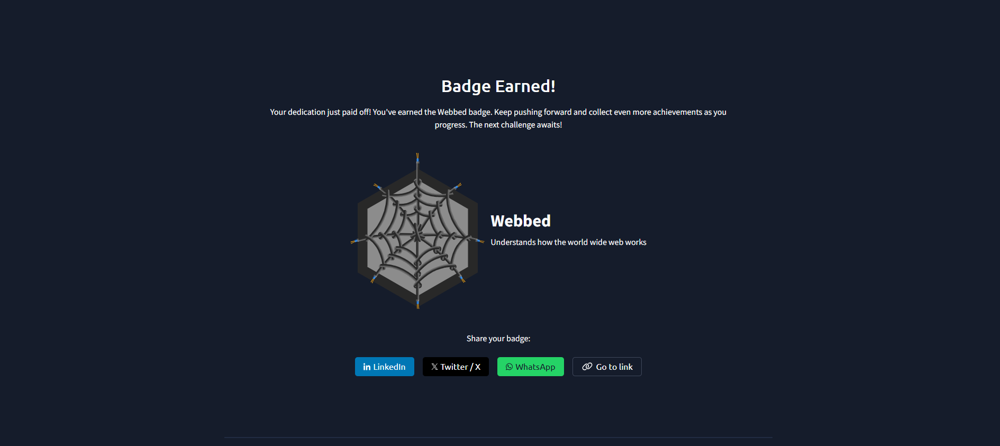 Badge Earned!
Your dedication just paid off! You've earned the Webbed badge. Keep pushing forward and collect even more achievements as you
progress. The next challenge awaits!
Webbed
Understands how the world wide web works
Share your badge:
in LinkedIn
𝕏 Twitter / X
WhatsApp
Go to link